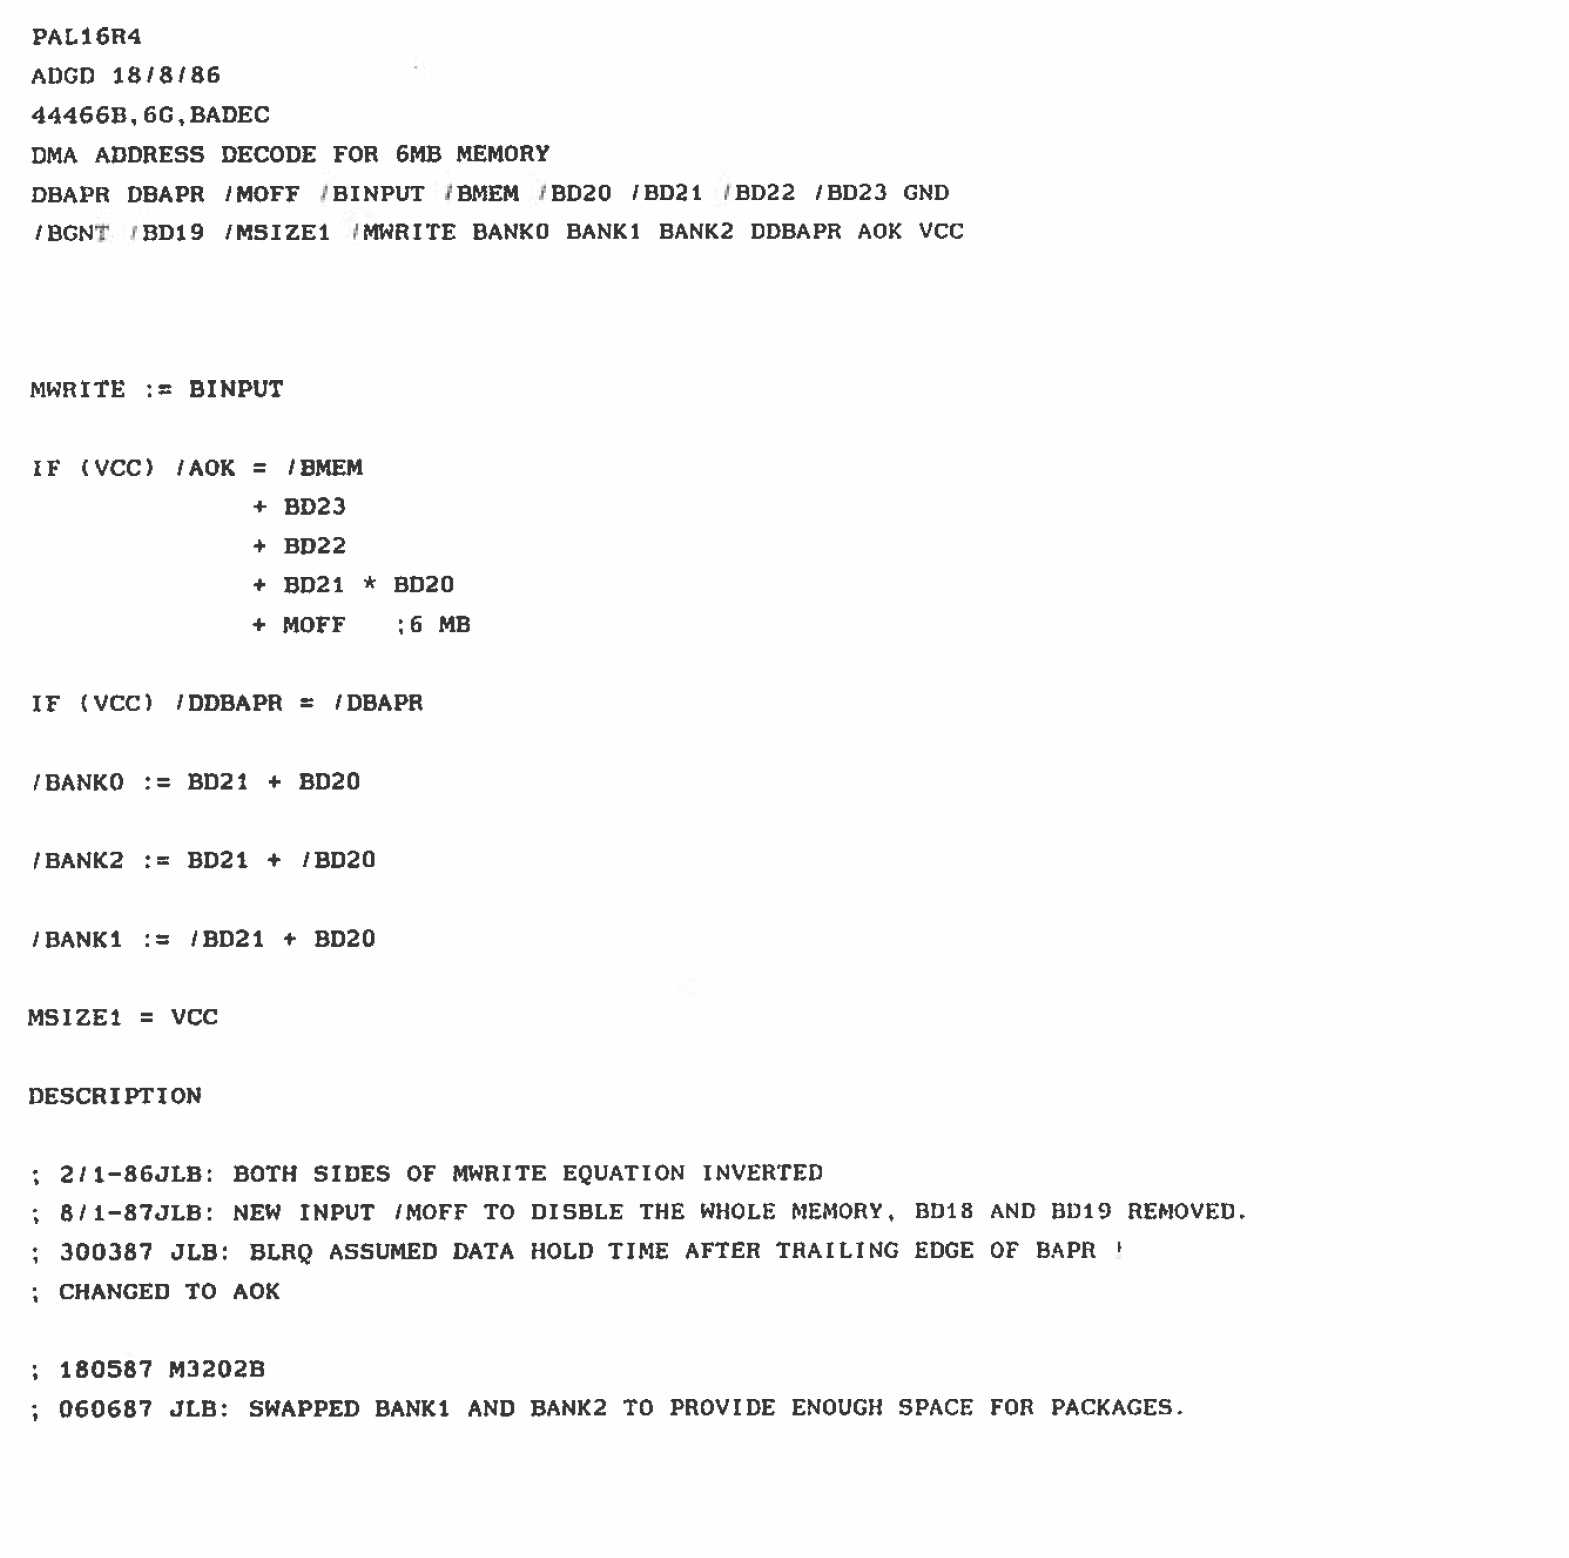 PAL16R4
ADGD 18/8/86
44466B,6G,BADEC
DMA ADDRESS DECODE FOR 6MB MEMORY
DBAPR DBAPR /MOFF /BINPUT /BMEM /BD20 /BD21 /BD22 /BD23 GND
/BGNT /BD19 /MSIZE1 /MWRITE BANK0 BANK1 BANK2 DDBAPR AOK VCC
MWRITE := BINPUT
IF (VCC) /AOK = /BMEM
+ BD23
+ BD22
+ BD21 * BD20
+ MOFF ;6 MB
IF (VCC) /DDBAPR = /DBAPR
/BANK0 := BD21 + BD20
/BANK2 := BD21 + /BD20
/BANK1 := /BD21 + BD20
MSIZE1 = VCC
DESCRIPTION
; 2/1-86JLB: BOTH SIDES OF MWRITE EQUATION INVERTED
; 8/1-87JLB: NEW INPUT /MOFF TO DISBLE THE WHOLE MEMORY, BD18 AND BD19 REMOVED.
; 300387 JLB: BLRQ ASSUMED DATA HOLD TIME AFTER TRAILING EDGE OF BAPR !
; CHANGED TO AOK
; 180587 M3202B
; 060687 JLB: SWAPPED BANK1 AND BANK2 TO PROVIDE ENOUGH SPACE FOR PACKAGES.